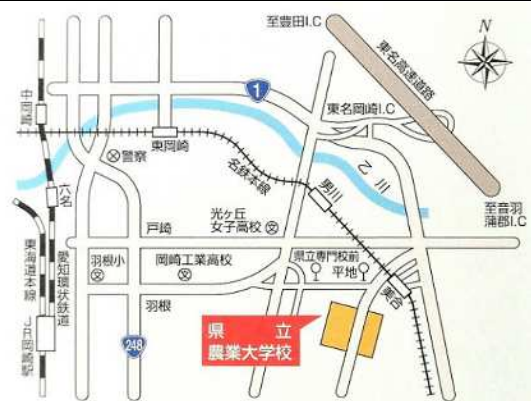 至豊田I.C
N
東名高速道路
1
東名岡崎I.C
中岡崎
東岡崎
警察
名鉄本線
乙川
男川
六名
至音羽
蒲郡I.C
光ヶ丘
女子高校
戸崎
羽根小
岡崎工業高校
県立専門校前
平地
美合
愛知環状鉄道
東海道本線
羽根
JR岡崎駅
248
県立
農業大学校